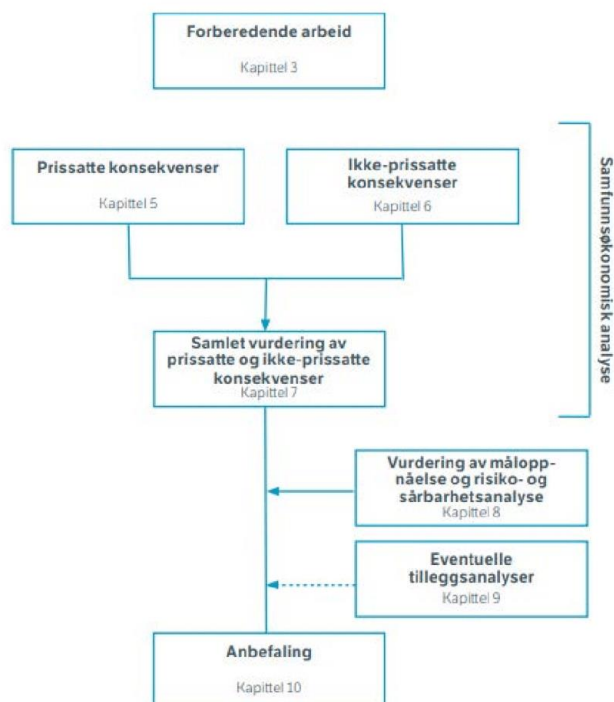 Forberedende arbeid
Kapittel 3
Prissatte konsekvenser
Kapittel 5
Ikke-prissatte
konsekvenser
Kapittel 6
Samlet vurdering av
prissatte og ikke-prissatte
konsekvenser
Kapittel 7
Samfunnsøkonomisk analyse
Vurdering av målopp-
nåelse og risiko- og
sårbarhetsanalyse
Kapittel 8
Eventuelle
tilleggsanalyser
Kapittel 9
Anbefaling
Kapittel 10